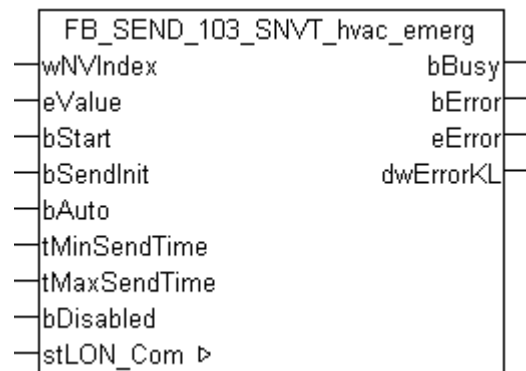 FB_SEND_103_SNVT_hvac_emerg
wNVIndex bBusy
eValue bError
bStart eError
bSendInit dwErrorKL
bAuto
tMinSendTime
tMaxSendTime
bDisabled
stLON_Com ▷